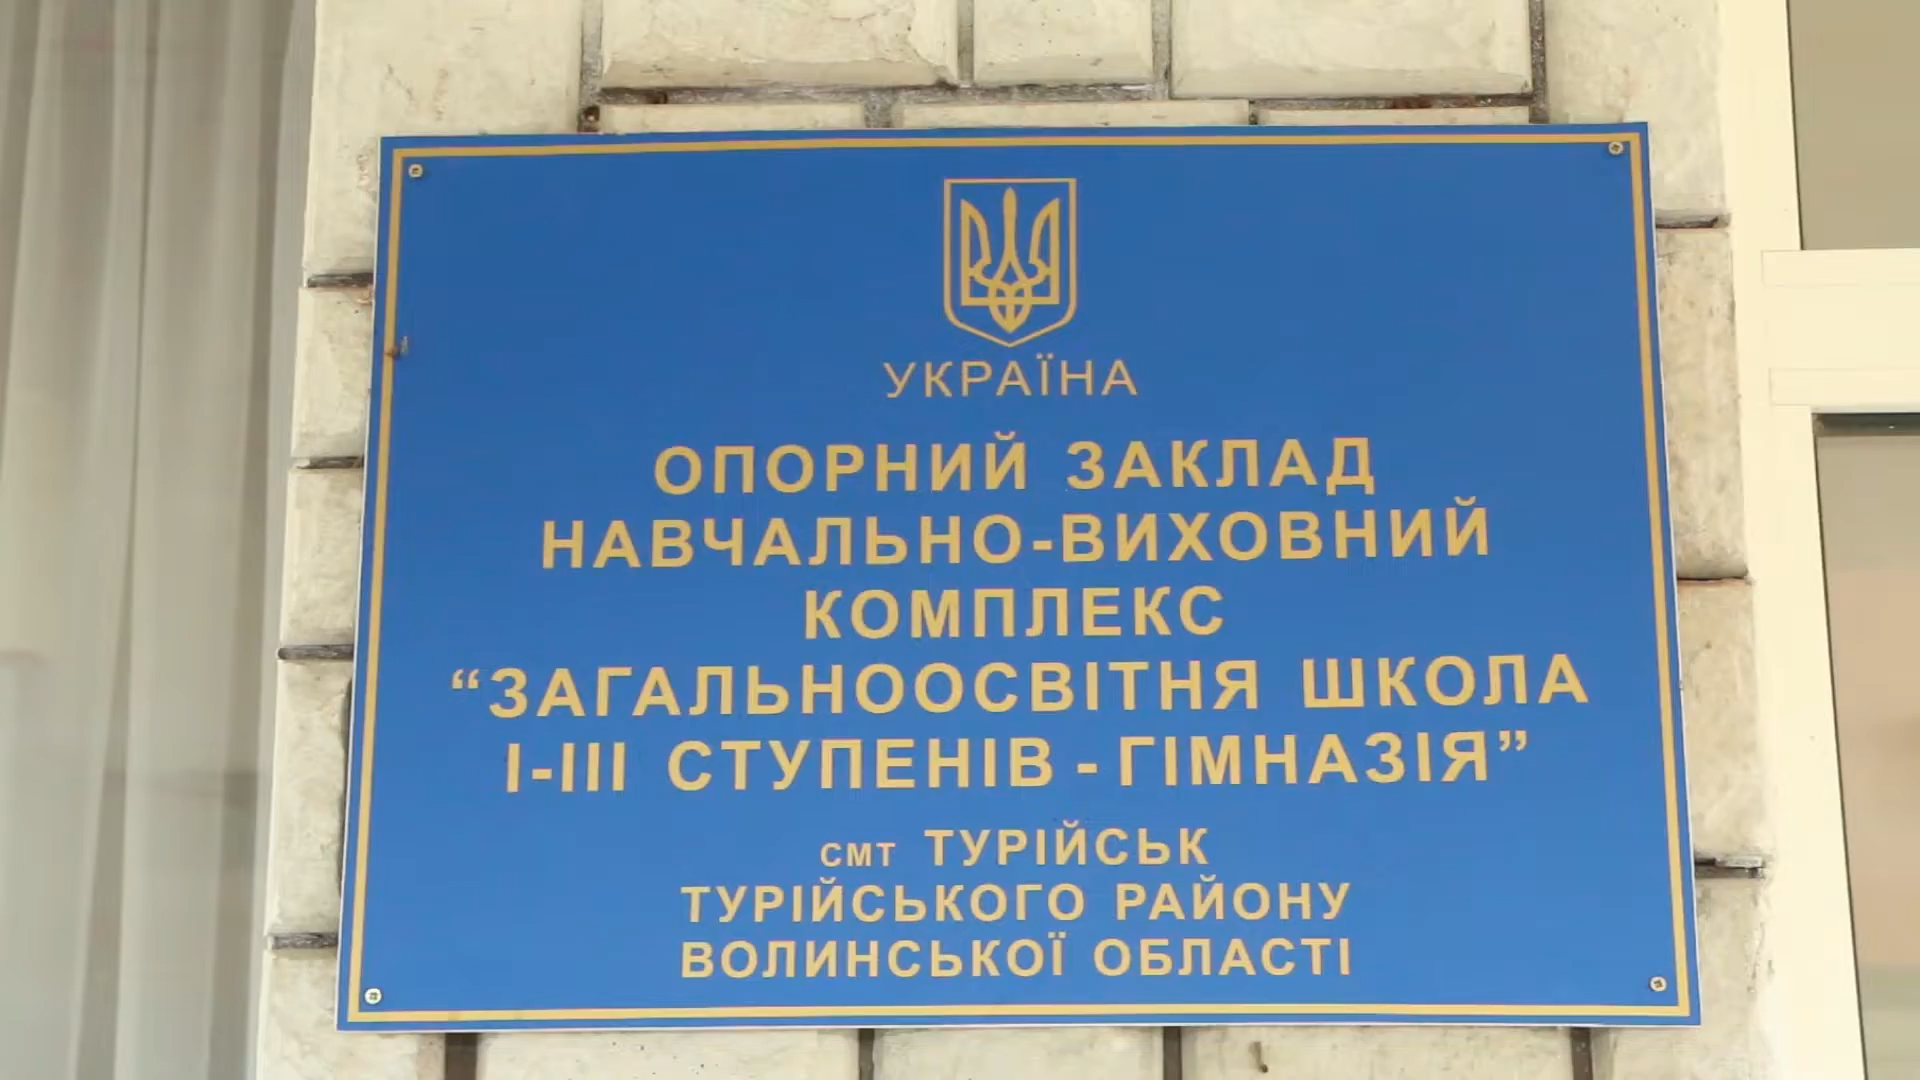 УКРАЇНА
ОПОРНИЙ ЗАКЛАД
НАВЧАЛЬНО-ВИХОВНИЙ
КОМПЛЕКС
“ЗАГАЛЬНООСВІТНЯ ШКОЛА
І-ІІІ СТУПЕНІВ - ГІМНАЗІЯ”
смт ТУРІЙСЬК
ТУРІЙСЬКОГО РАЙОНУ
ВОЛИНСЬКОЇ ОБЛАСТІ